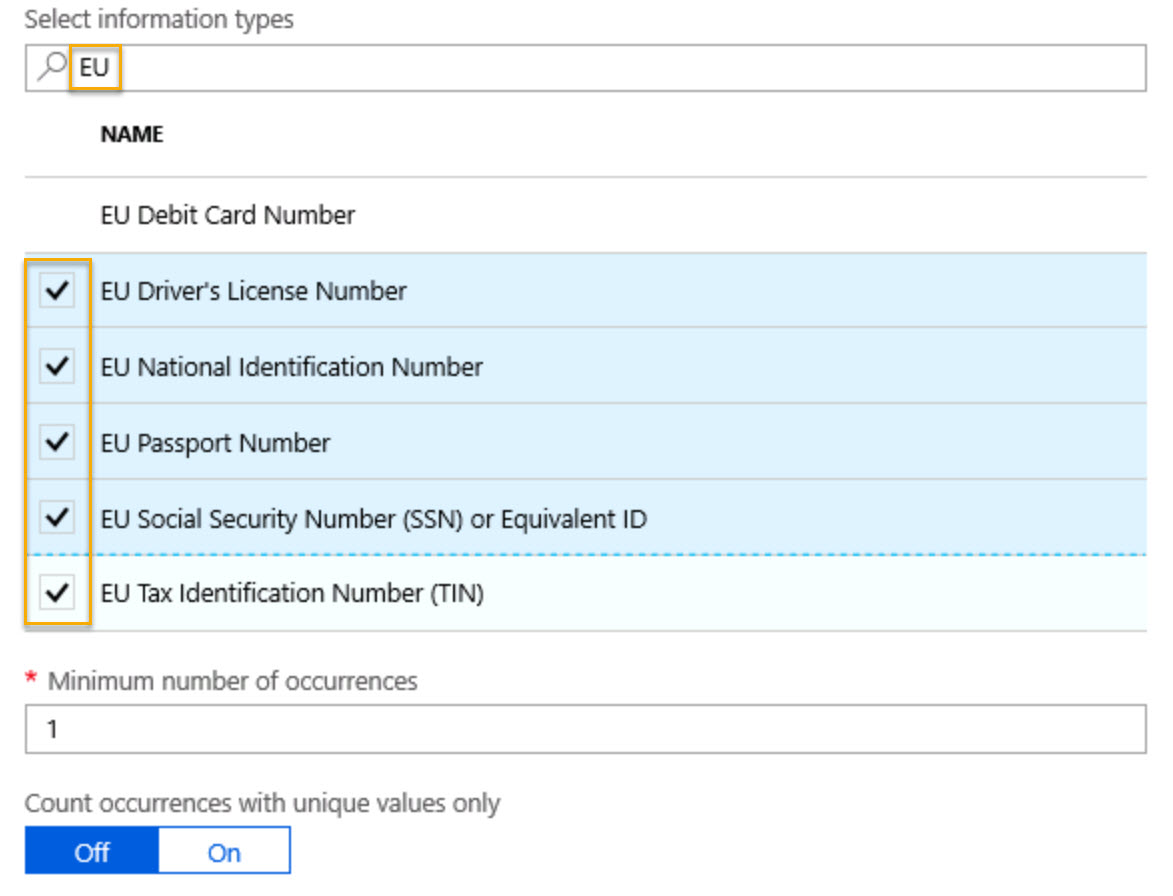 Select information types
EU
NAME
EU Debit Card Number
EU Driver's License Number
EU National Identification Number
EU Passport Number
EU Social Security Number (SSN) or Equivalent ID
EU Tax Identification Number (TIN)
* Minimum number of occurrences
1
Count occurrences with unique values only
Off On